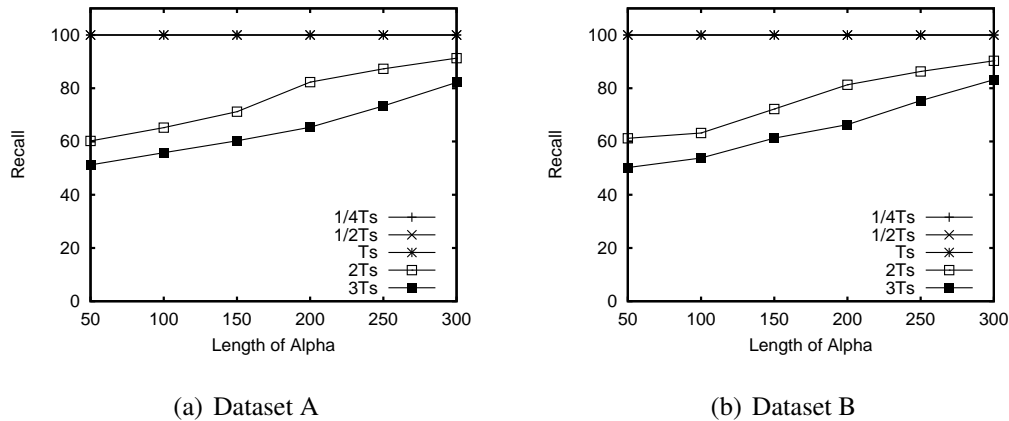 100
80
60
40
20
0
Recall
1/4Ts
1/2Ts
Ts
2Ts
3Ts
50 100 150 200 250 300
Length of Alpha
(a) Dataset A
100
80
60
40
20
0
Recall
1/4Ts
1/2Ts
Ts
2Ts
3Ts
50 100 150 200 250 300
Length of Alpha
(b) Dataset B